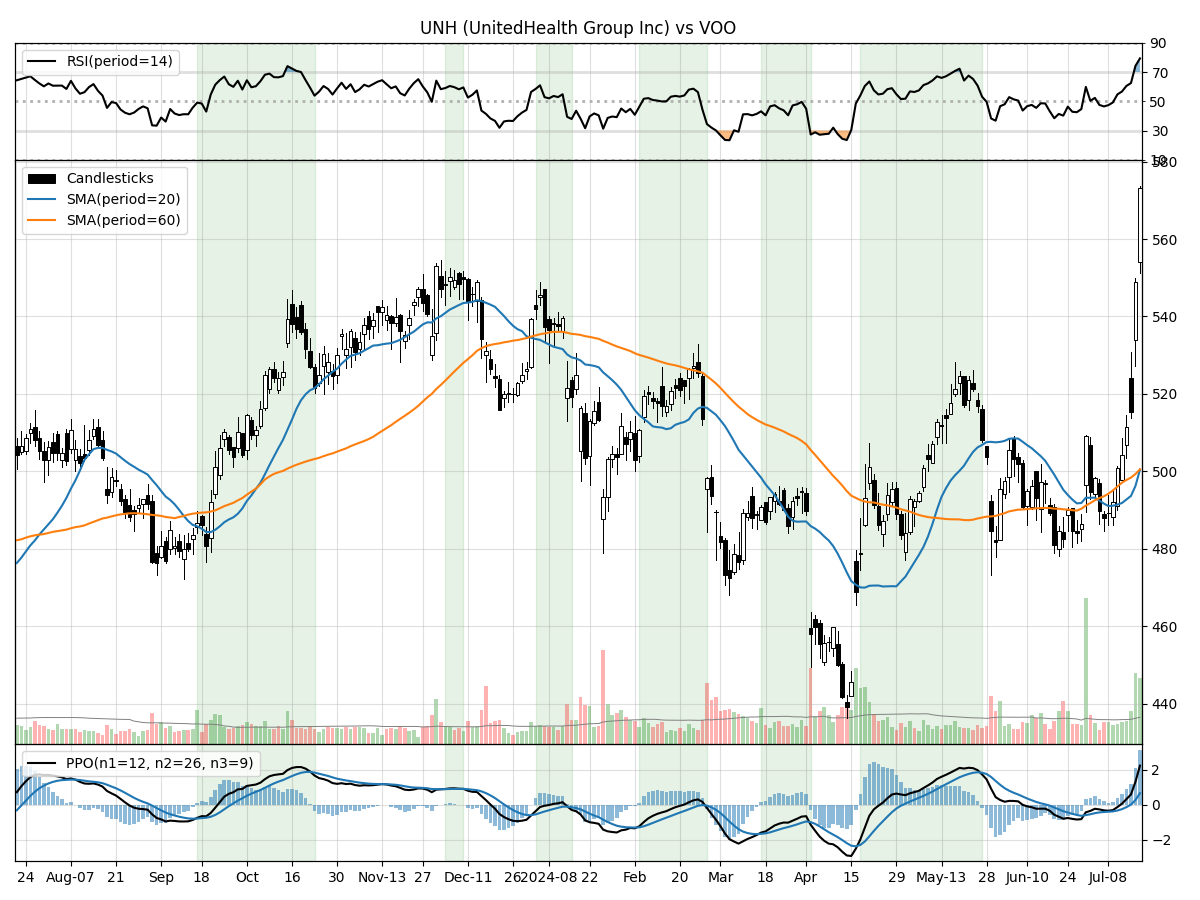 UNH (UnitedHealth Group Inc) vs VOO
RSI(period=14)
90
70
50
30
10
Candlesticks
SMA(period=20)
SMA(period=60)
580
560
540
520
500
480
460
440
PPO(n1=12, n2=26, n3=9)
2
0
−2
24 Aug-07 21 Sep 18 Oct 16 30 Nov-13 27 Dec-11 26 2024-08 22 Feb 20 Mar 18 Apr 15 29 May-13 28 Jun-10 24 Jul-08